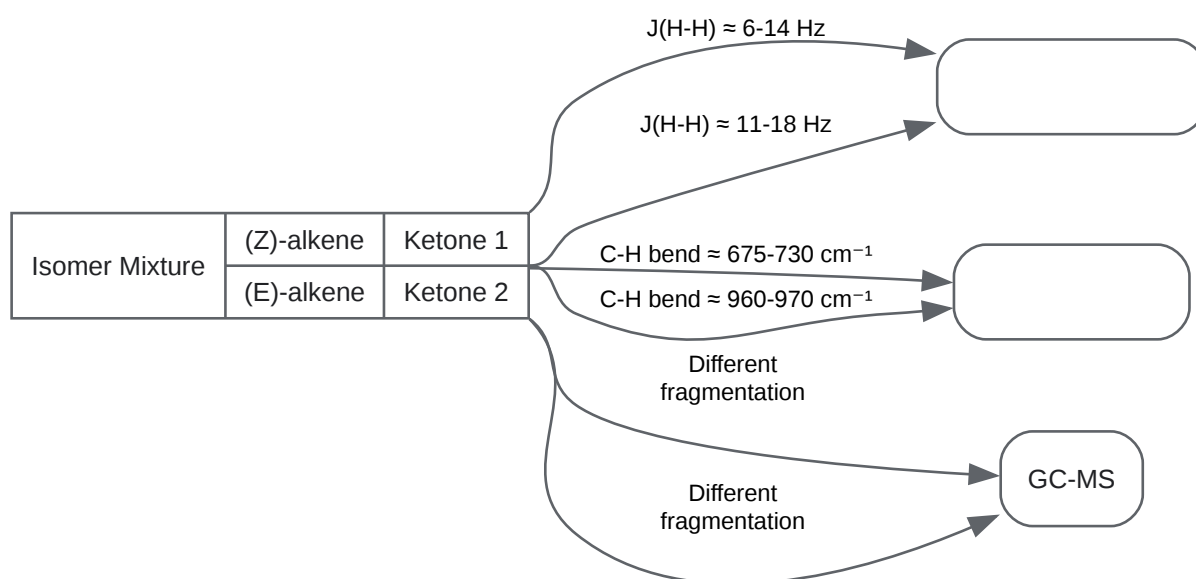 J(H-H) ≈ 6-14 Hz
J(H-H) ≈ 11-18 Hz
Isomer Mixture
(Z)-alkene
Ketone 1
(E)-alkene
Ketone 2
C-H bend ≈ 675-730 cm⁻¹
C-H bend ≈ 960-970 cm⁻¹
Different
fragmentation
GC-MS
Different
fragmentation